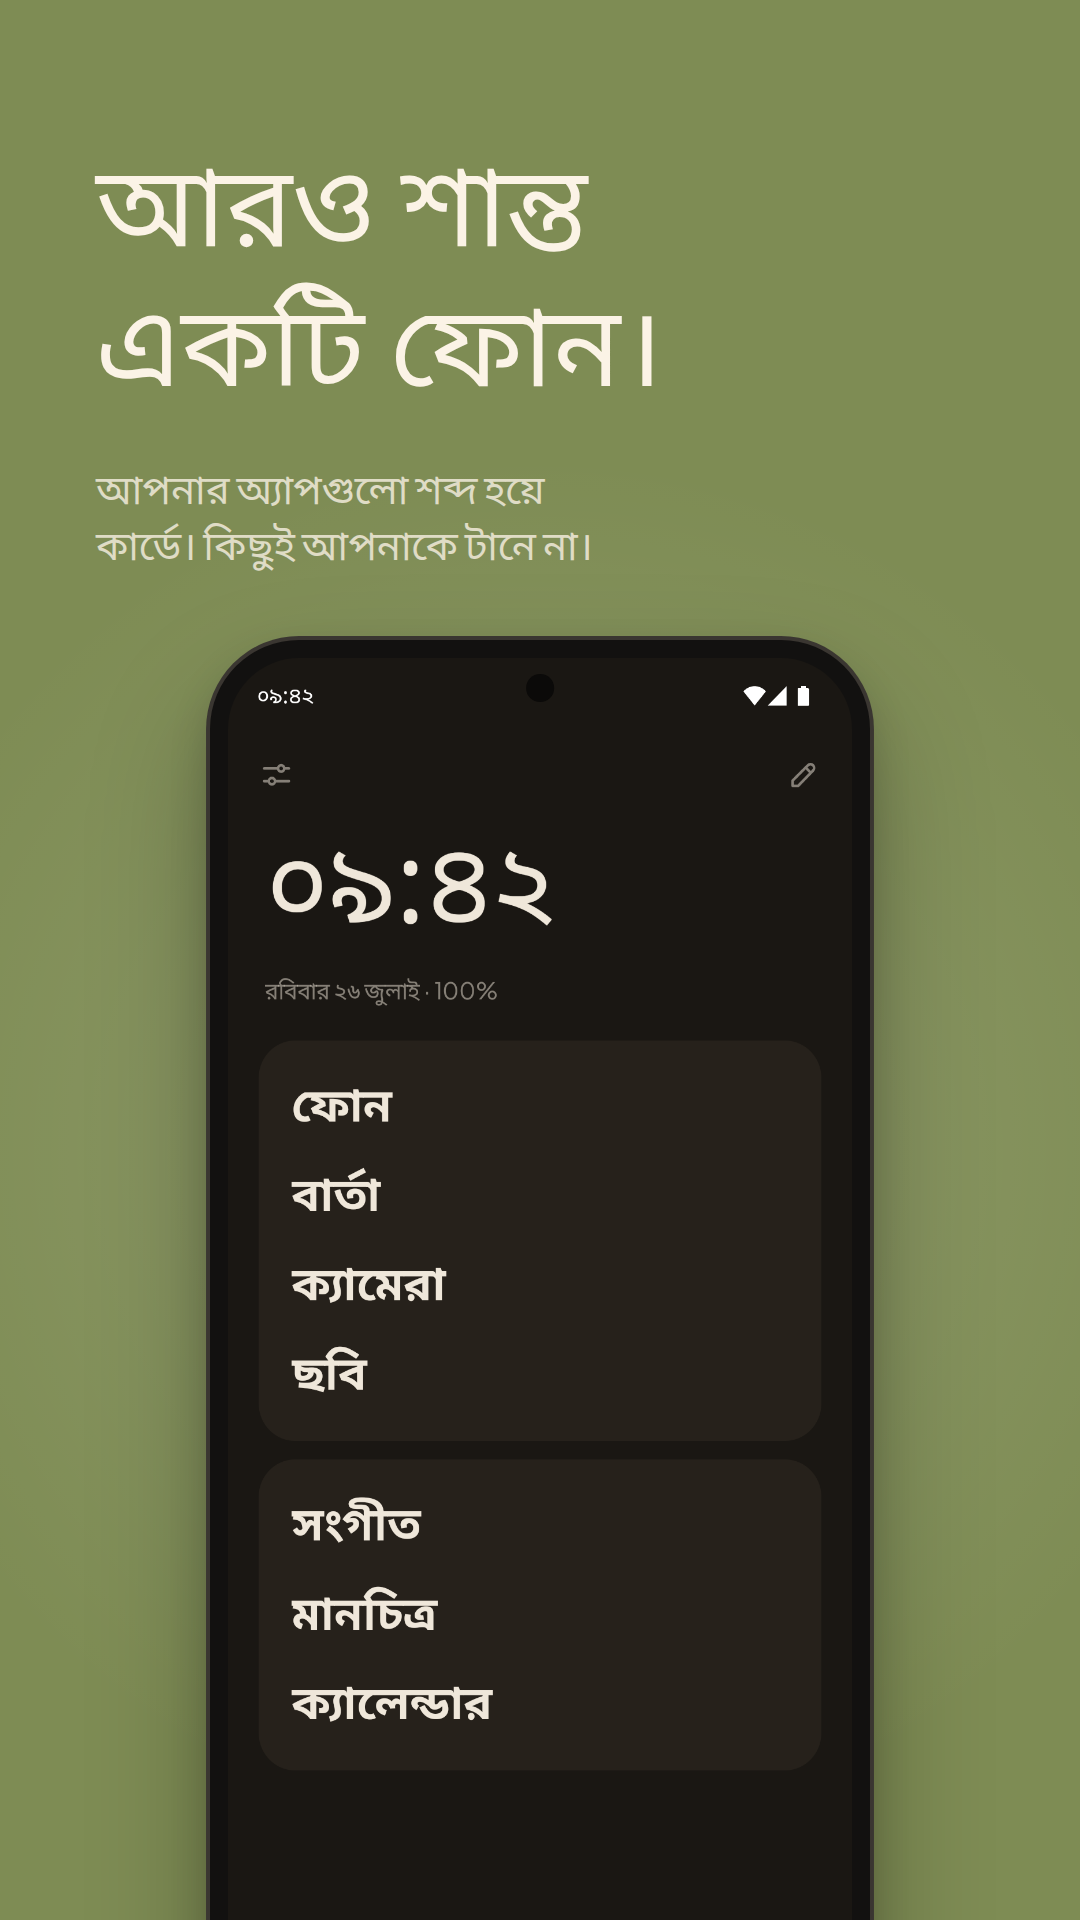 আরও শান্ত
একটি ফোন।
আপনার অ্যাপগুলো শব্দ হয়ে
কার্ডে। কিছুই আপনাকে টানে না।
০৯:৪২
০৯:৪২
রবিবার ২৬ জুলাই · 100%
ফোন
বার্তা
ক্যামেরা
ছবি
সংগীত
মানচিত্র
ক্যালেন্ডার